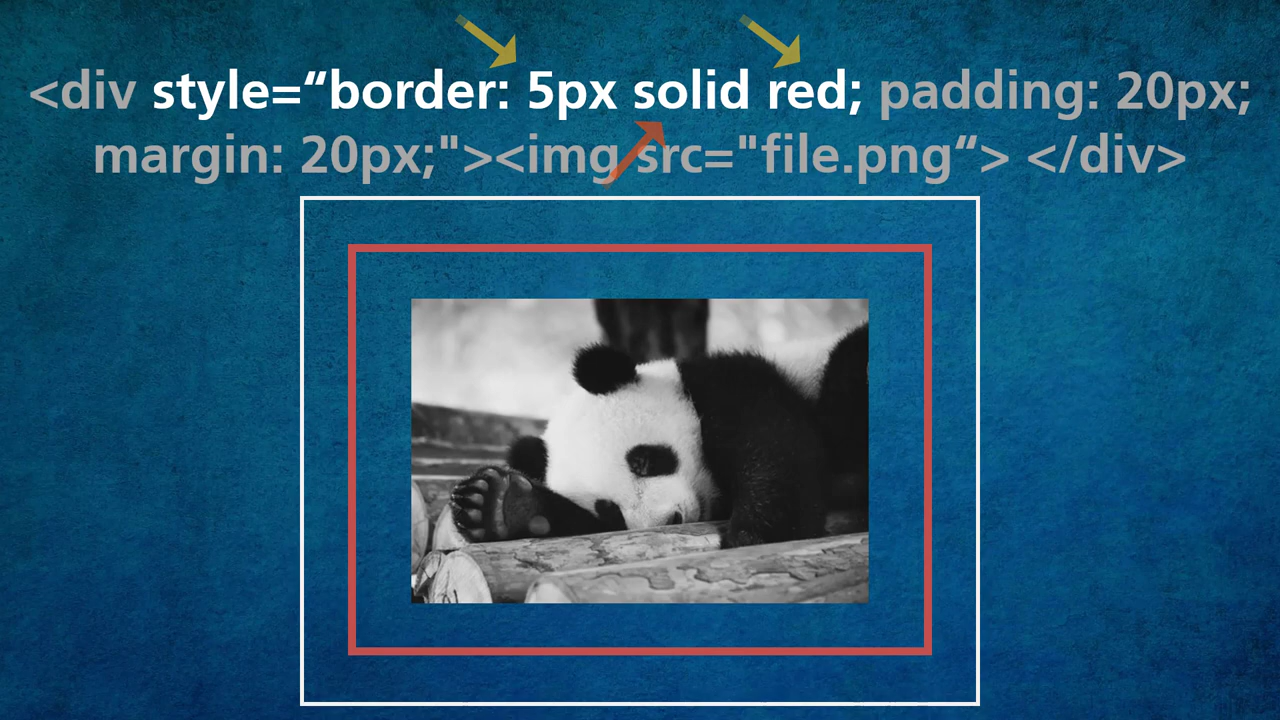 <div style=“border: 5px solid red; padding: 20px;
margin: 20px;"><img src="file.png“> </div>